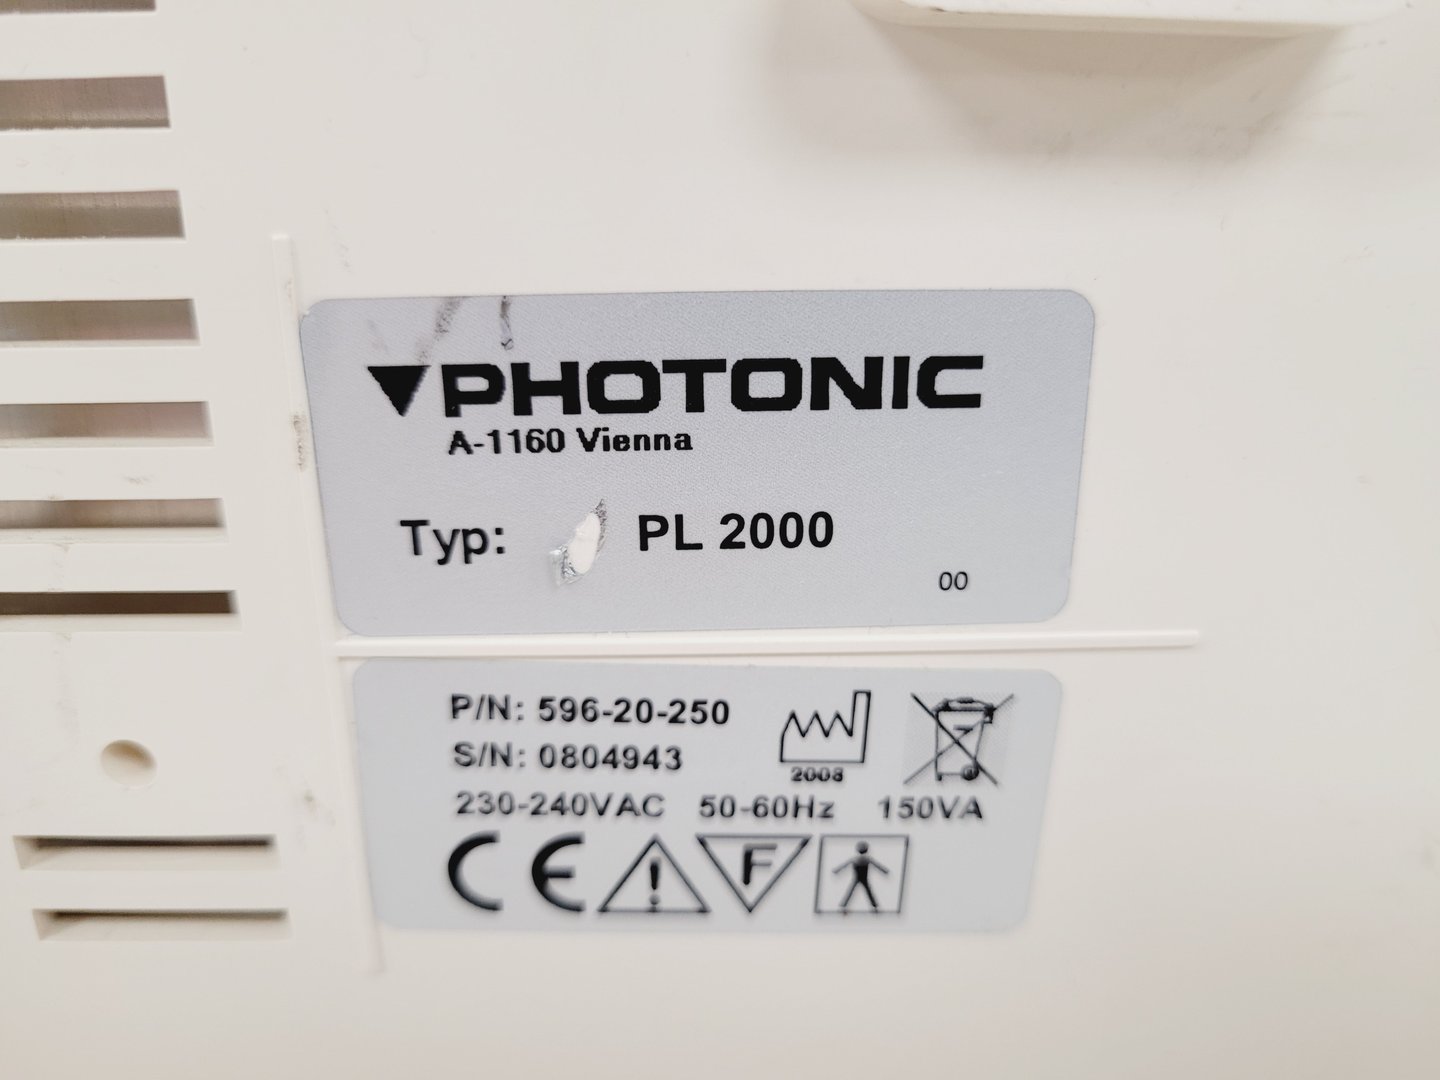 PHOTONIC
A-1160 Vienna
Typ: PL 2000
00
P/N: 596-20-250
S/N: 0804943
2008
230-240VAC 50-60Hz 150VA
CE
F